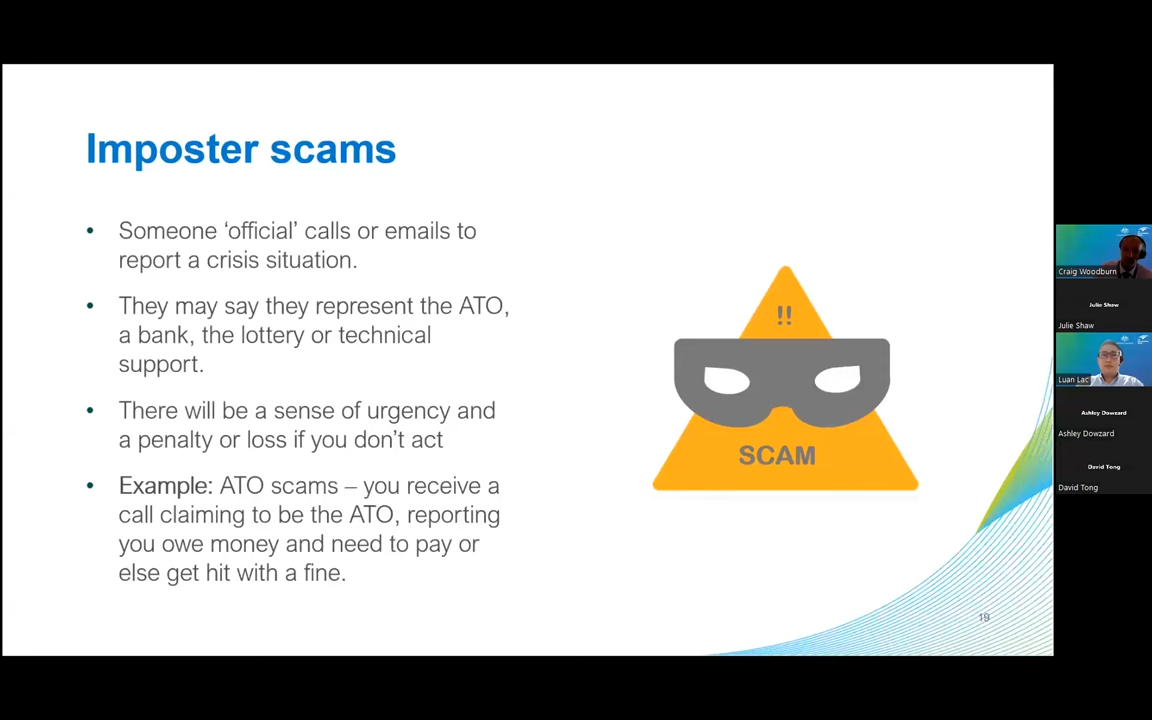 Imposter scams
• Someone ‘official’ calls or emails to
report a crisis situation.
• They may say they represent the ATO,
a bank, the lottery or technical
support.
• There will be a sense of urgency and
a penalty or loss if you don’t act
• Example: ATO scams – you receive a
call claiming to be the ATO, reporting
you owe money and need to pay or
else get hit with a fine.
!!
SCAM
19
Craig Woodburn
Julie Shaw
Julie Shaw
Luan Lac
Ashley Dowzard
Ashley Dowzard
David Tong
David Tong